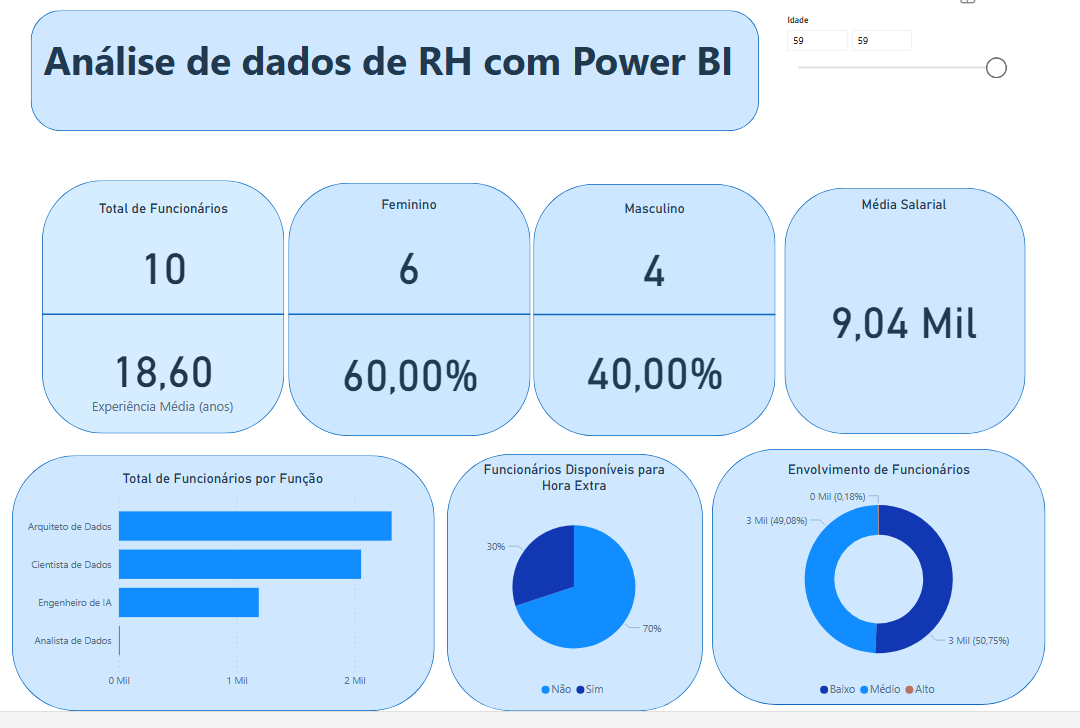 Análise de dados de RH com Power BI
Idade
59
59
Total de Funcionários
10
18,60
Experiência Média (anos)
Feminino
6
60,00%
Masculino
4
40,00%
Média Salarial
9,04 Mil
Total de Funcionários por Função
Arquiteto de Dados
Cientista de Dados
Engenheiro de IA
Analista de Dados
0 Mil
1 Mil
2 Mil
Funcionários Disponíveis para
Hora Extra
30%
70%
Não
Sim
Envolvimento de Funcionários
0 Mil (0,18%)
3 Mil (49,08%)
3 Mil (50,75%)
Baixo
Médio
Alto